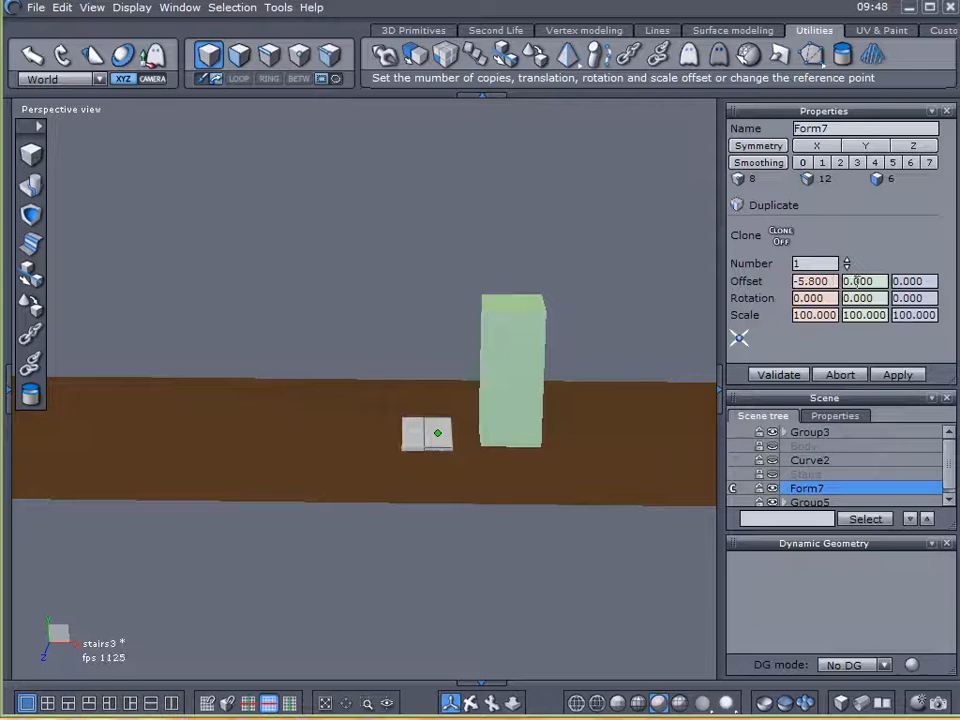 File Edit View Display Window Selection Tools Help 09:48
3D Primitives Second Life Vertex modeling Lines Surface modeling Utilities UV & Paint Custo
World XYZ CAMERA LOOP RING BETW
Set the mumber of copies, translation, rotation and scale offset or change the reference point
Perspective view
Properties
Name Form7
Symmetry X Y Z
Smoothing 0 1 2 3 4 5 6 7
8 12 6
Duplicate
Clone CLONE OFF
Number 1
Offset -5.800 0.000 0.000
Rotation 0.000 0.000 0.000
Scale 100.000 100.000 100.000
Validate Abort Apply
Scene
Scene tree Properties
Group3
Body
Curve2
Stairs
C Form7
Group5
Select
Dynamic Geometry
DG mode: No DG
Y
X
Z
stairs3 *
fps 1125